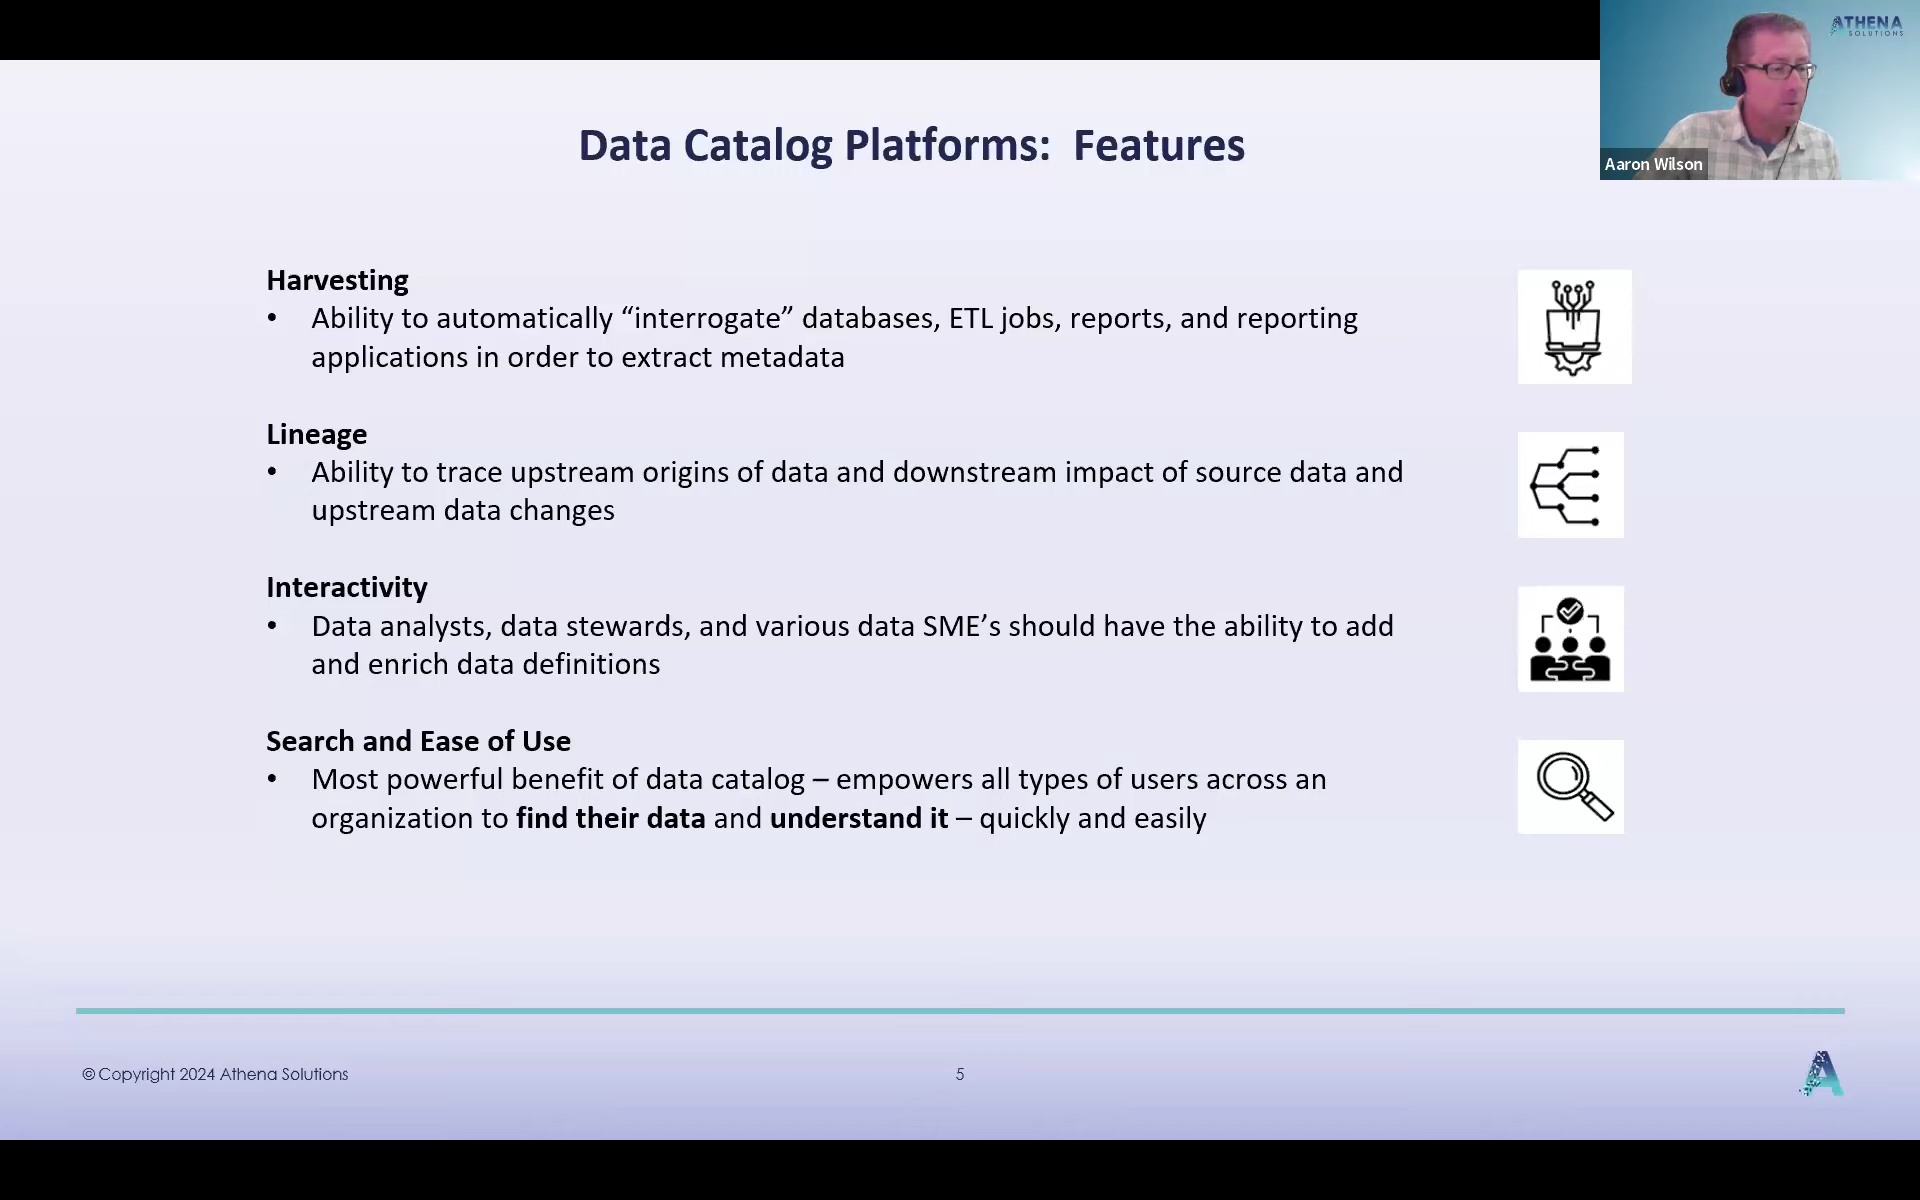 ATHENA
SOLUTIONS
Aaron Wilson
Data Catalog Platforms:  Features
Harvesting
• Ability to automatically “interrogate” databases, ETL jobs, reports, and reporting
applications in order to extract metadata
Lineage
• Ability to trace upstream origins of data and downstream impact of source data and
upstream data changes
Interactivity
• Data analysts, data stewards, and various data SME’s should have the ability to add
and enrich data definitions
Search and Ease of Use
• Most powerful benefit of data catalog – empowers all types of users across an
organization to find their data and understand it – quickly and easily
© Copyright 2024 Athena Solutions
5